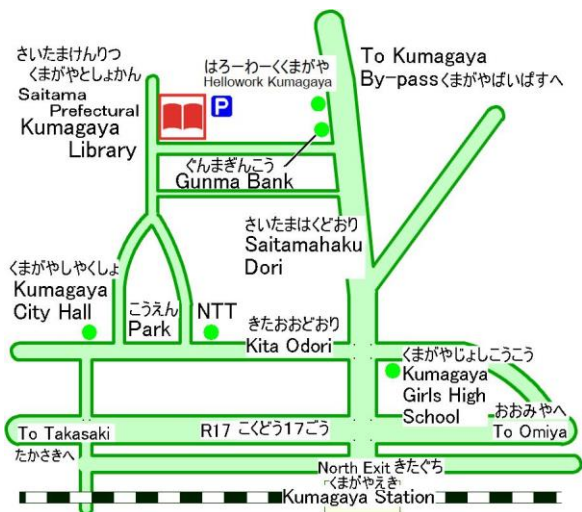 さいたまけんりつ
くまがやとしょかん
Saitama
Prefectural
Kumagaya
Library
P
はろーわーくくまがや
Hellowork Kumagaya
To Kumagaya
By-passくまがやばいぱすへ
ぐんまぎんこう
Gunma Bank
さいたまはくどおり
Saitamahaku
Dori
くまがやしやくしょ
Kumagaya
City Hall
こうえん
Park
NTT
きたおおどおり
Kita Odori
くまがやじょしこうこう
Kumagaya
Girls High
School
おおみやへ
To Omiya
To Takasaki
たかさきへ
R17 こくどう17ごう
North Exit きたぐち
くまがやえき
Kumagaya Station